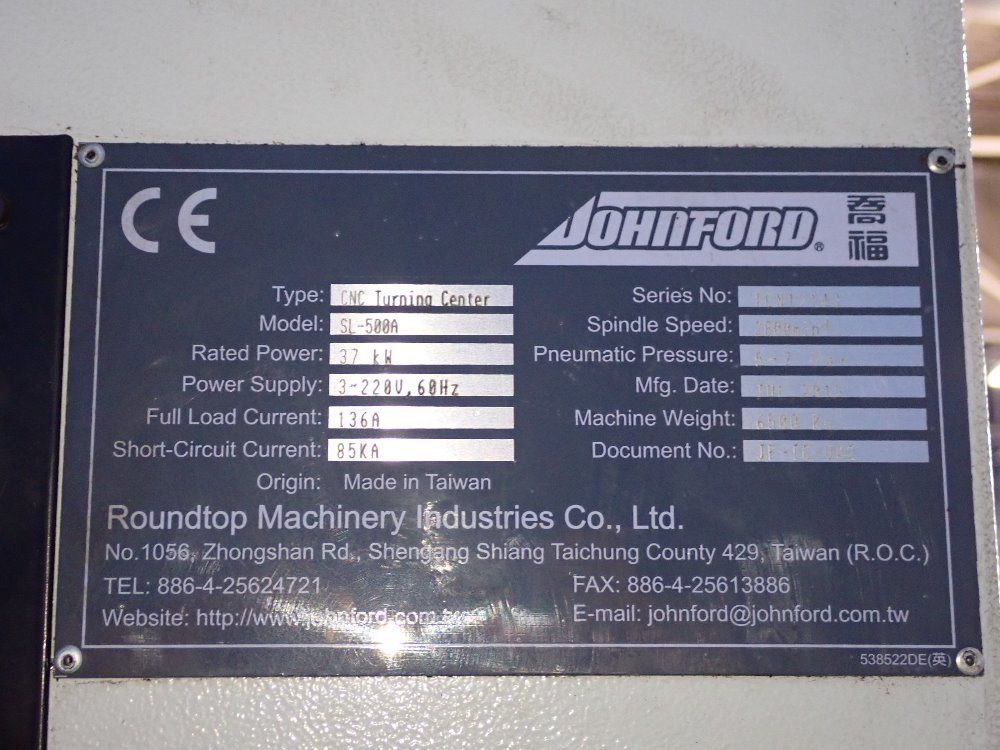 CE
JOHNFORD® 喬福
Type: CNC Turning Center
Model: SL-500A
Rated Power: 37 kW
Power Supply: 3~220V, 60Hz
Full Load Current: 136A
Short-Circuit Current: 85KA
Origin: Made in Taiwan
Series No:
Spindle Speed:
Pneumatic Pressure:
Mfg. Date:
Machine Weight: 6500 Kg
Document No.:
Roundtop Machinery Industries Co., Ltd.
No.1056, Zhongshan Rd., Shengang Shiang Taichung County 429, Taiwan (R.O.C.)
TEL: 886-4-25624721 FAX: 886-4-25613886
Website: http://www.johnford.com.tw E-mail: johnford@johnford.com.tw
538522DE(英)